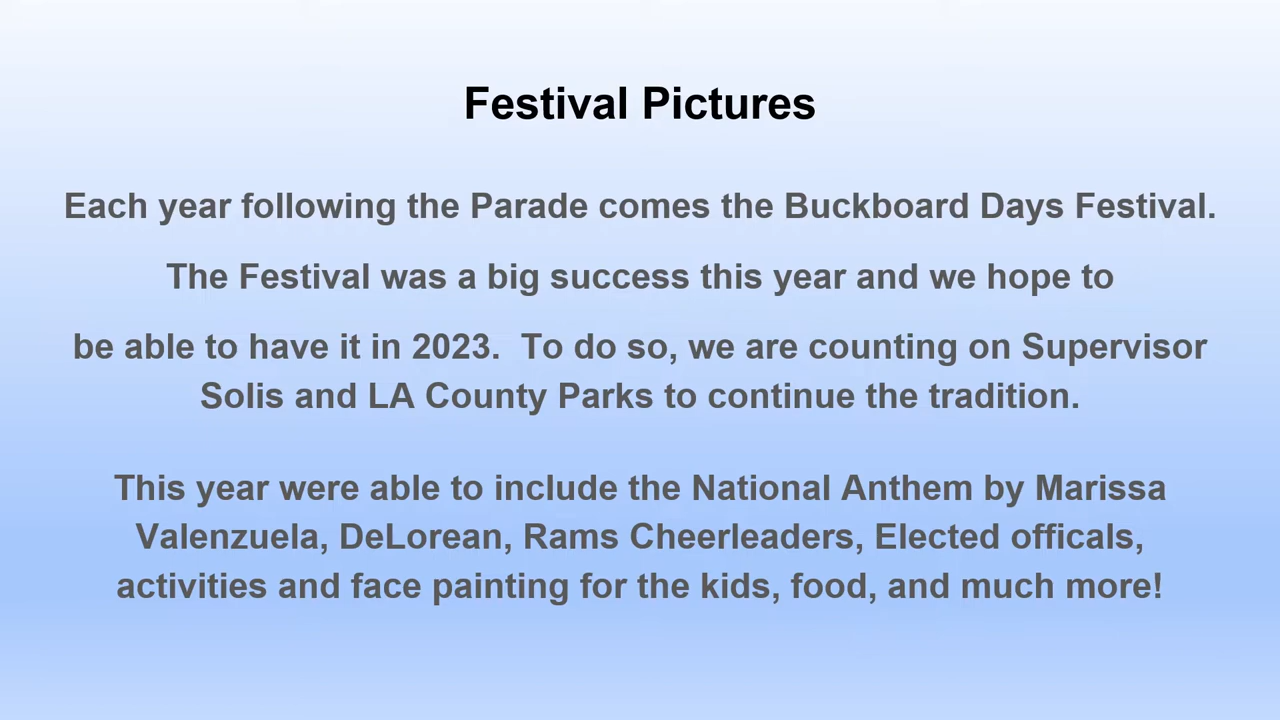 Festival Pictures
Each year following the Parade comes the Buckboard Days Festival.
The Festival was a big success this year and we hope to
be able to have it in 2023.  To do so, we are counting on Supervisor
Solis and LA County Parks to continue the tradition.
This year were able to include the National Anthem by Marissa
Valenzuela, DeLorean, Rams Cheerleaders, Elected officals,
activities and face painting for the kids, food, and much more!